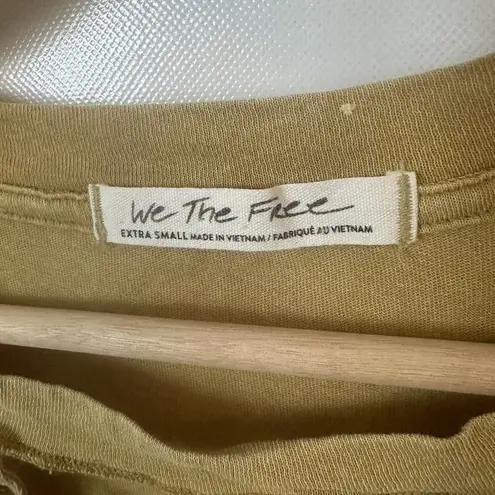 We The Free
EXTRA SMALL MADE IN VIETNAM / FABRIQUÉ AU VIETNAM